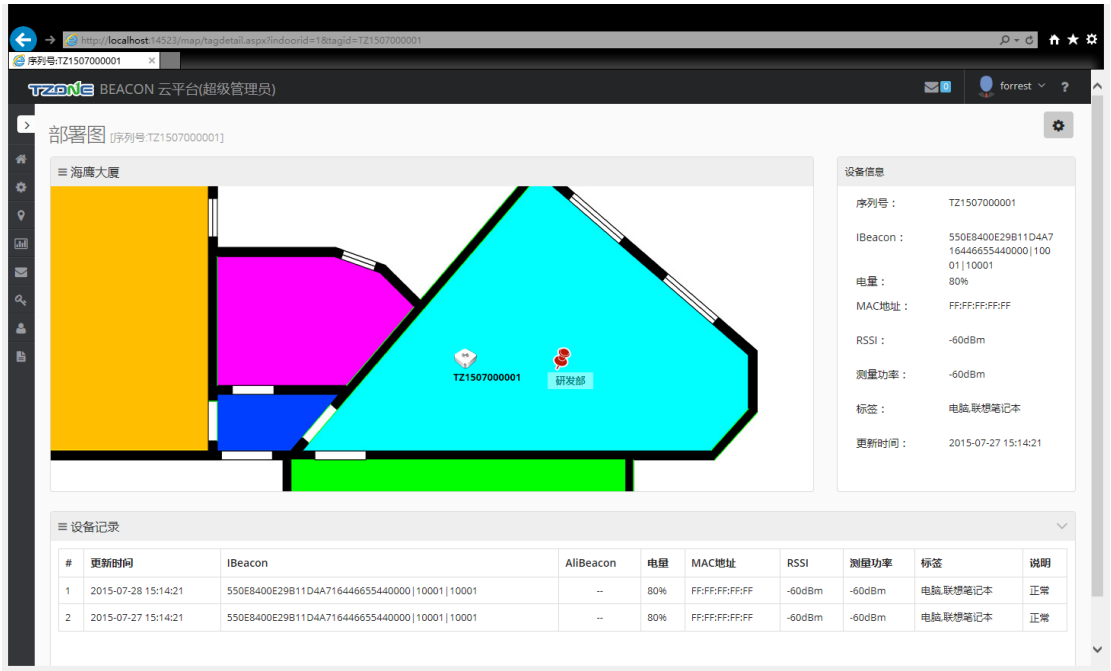 http://localhost:14523/map/tagdetail.aspx?indoorid=1&tagid=TZ1507000001
序列号:TZ1507000001 ×
TZONE BEACON 云平台(超级管理员) 0 forrest ?
部署图 [序列号:TZ1507000001]
海鹰大厦
TZ1507000001
研发部
设备信息
序列号： TZ1507000001
IBeacon： 550E8400E29B11D4A7
16446655440000|100
01|10001
电量： 80%
MAC地址： FF:FF:FF:FF:FF
RSSI： -60dBm
测量功率： -60dBm
标签： 电脑,联想笔记本
更新时间： 2015-07-27 15:14:21
设备记录
# 更新时间 IBeacon AliBeacon 电量 MAC地址 RSSI 测量功率 标签 说明
1 2015-07-28 15:14:21 550E8400E29B11D4A716446655440000|10001|10001 -- 80% FF:FF:FF:FF:FF -60dBm -60dBm 电脑,联想笔记本 正常
2 2015-07-27 15:14:21 550E8400E29B11D4A716446655440000|10001|10001 -- 80% FF:FF:FF:FF:FF -60dBm -60dBm 电脑,联想笔记本 正常